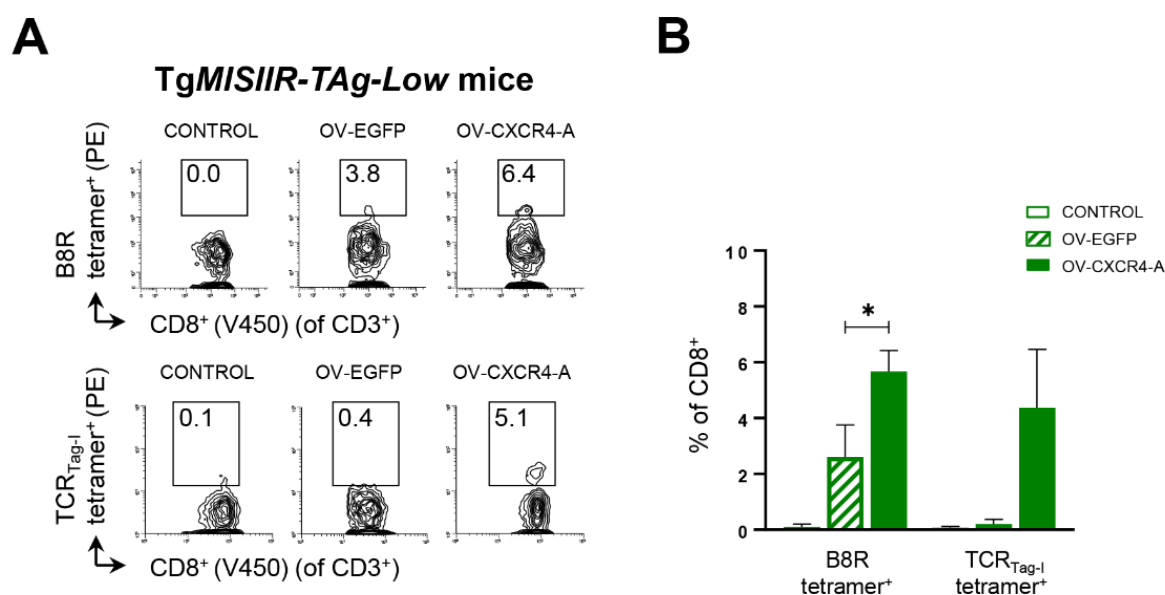 A
TgMISIIR-TAg-Low mice
CONTROL OV-EGFP OV-CXCR4-A
B8R
tetramer⁺ (PE)
0.0 3.8 6.4
CD8⁺ (V450) (of CD3⁺)
CONTROL OV-EGFP OV-CXCR4-A
TCR_Tag-I
tetramer⁺ (PE)
0.1 0.4 5.1
CD8⁺ (V450) (of CD3⁺)
B
CONTROL
OV-EGFP
OV-CXCR4-A
% of CD8⁺
10
8
6
4
2
0
*
B8R
tetramer⁺
TCR_Tag-I
tetramer⁺